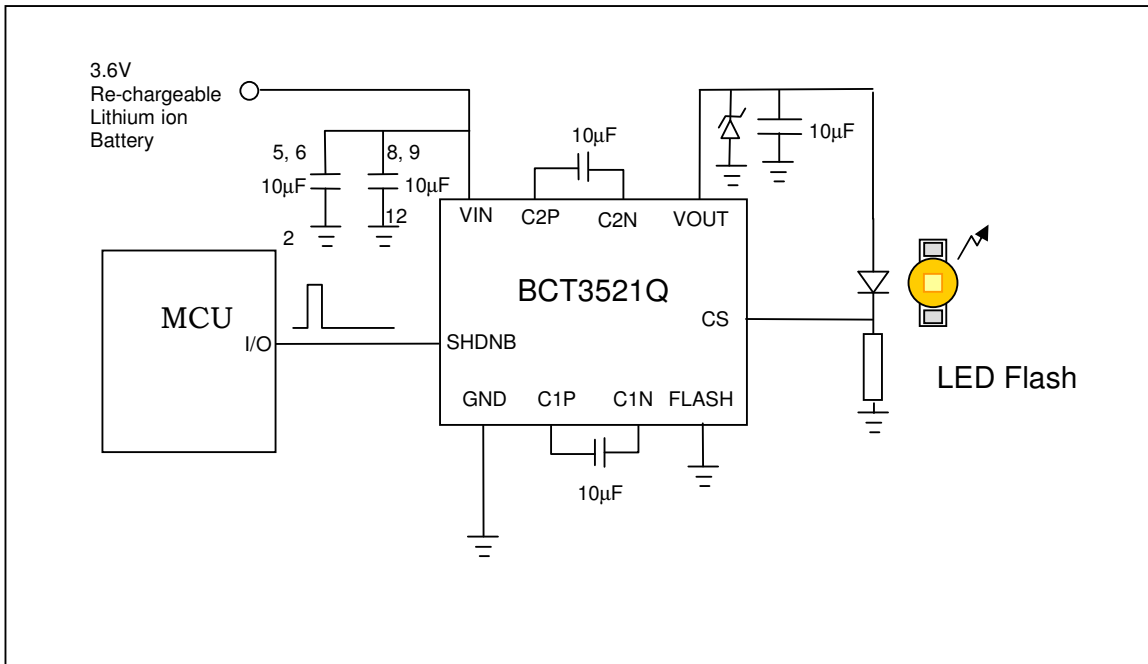 3.6V
Re-chargeable
Lithium ion
Battery
5, 6
8, 9
10µF
10µF
12
2
10µF
10µF
VIN
C2P
C2N
VOUT
BCT3521Q
MCU
I/O
SHDNB
CS
GND
C1P
C1N
FLASH
10µF
LED Flash